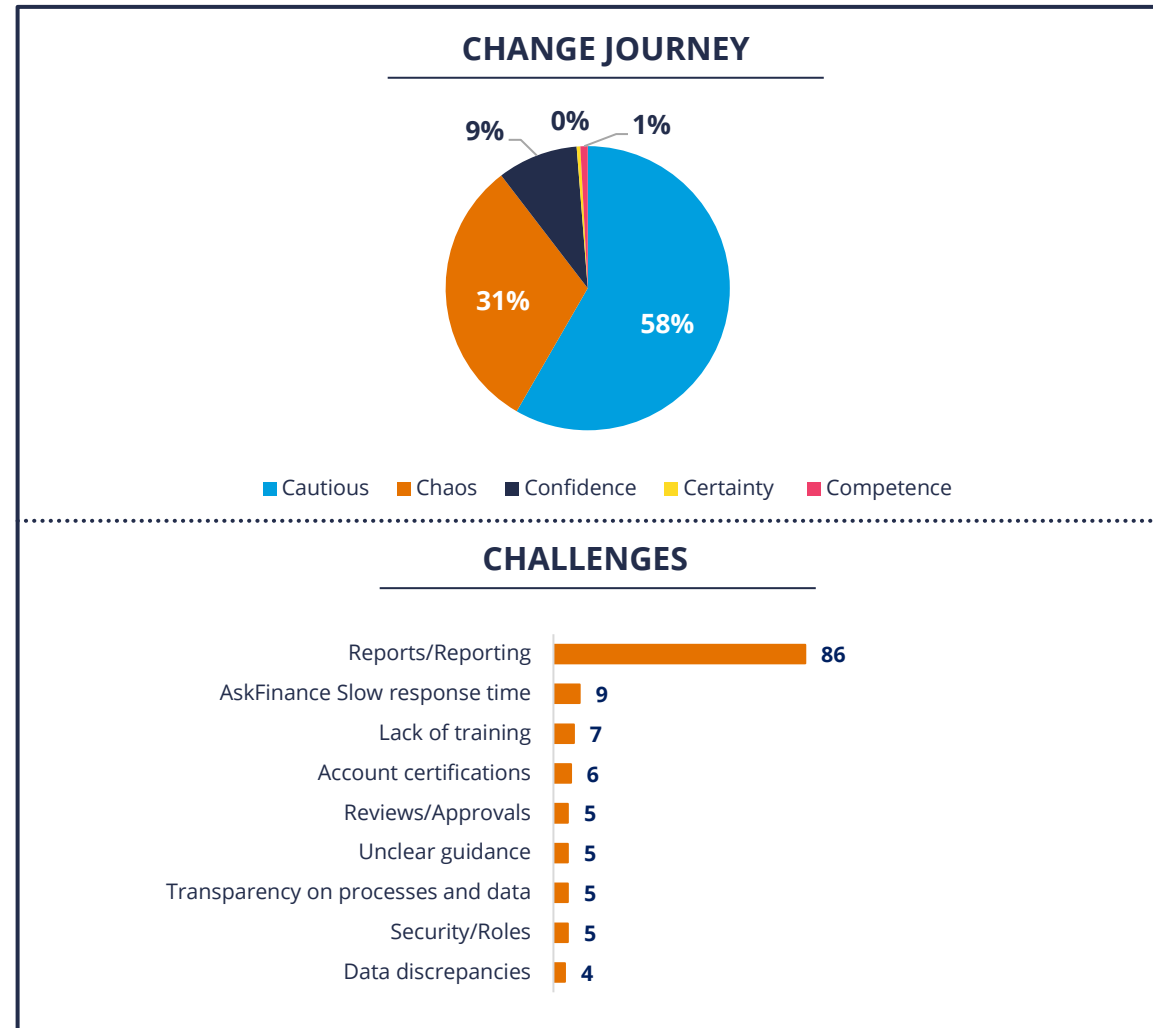 CHANGE JOURNEY
9%
0%
1%
31%
58%
Cautious Chaos Confidence Certainty Competence
CHALLENGES
Reports/Reporting 86
AskFinance Slow response time 9
Lack of training 7
Account certifications 6
Reviews/Approvals 5
Unclear guidance 5
Transparency on processes and data 5
Security/Roles 5
Data discrepancies 4